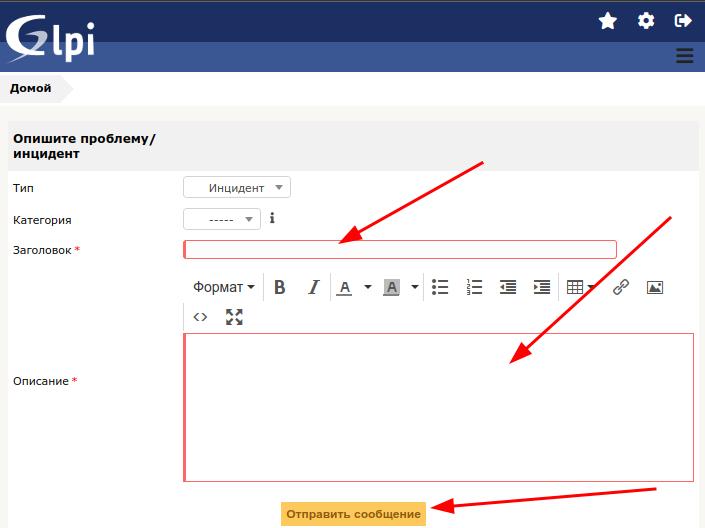 Glpi
Домой
Опишите проблему/
инцидент
Тип
Инцидент
Категория
-----
i
Заголовок *
Формат B I A A
<>
Описание *
Отправить сообщение